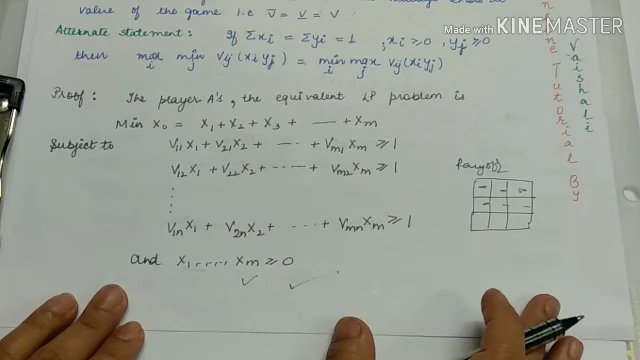 value of the game i.e V̅ = V̲ = V
Made with KINEMASTER
Alternate statement: If Σxi = Σyi = 1 , xi ≥ 0, yj ≥ 0
then max i min j Vij (xi yj) = min i max j Vij (xi yj)
Proof: The player A's, the equivalent LP problem is
Min X0 = X1 + X2 + X3 + — + Xm
Subject to V11 X1 + V21 X2 + --- + Vm1 Xm ≥ 1
V12 X1 + V22 X2 + --- + Vm2 Xm ≥ 1
V1n X1 + V2n X2 + ... + Vmn Xm ≥ 1
and X1, ..... Xm ≥ 0
Tutorial By
Vaishali